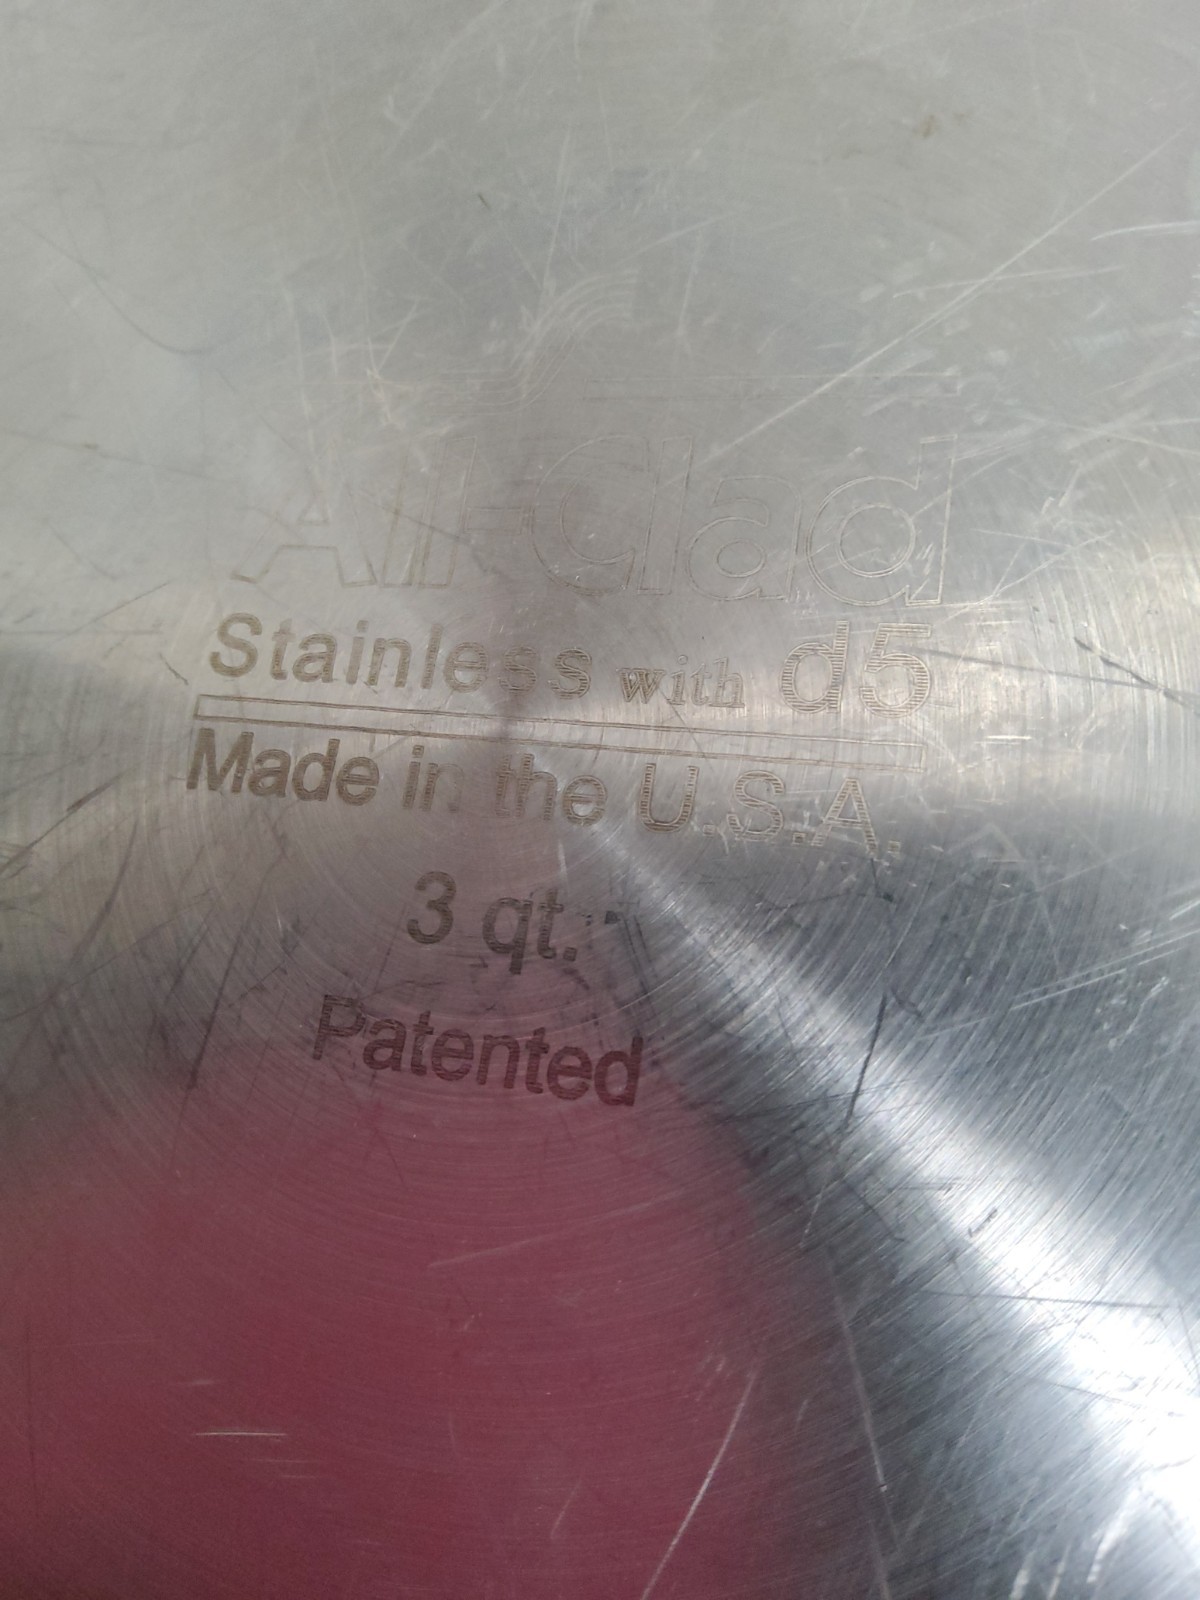 All-Clad
Stainless with d5
Made in the U.S.A.
3 qt.
Patented